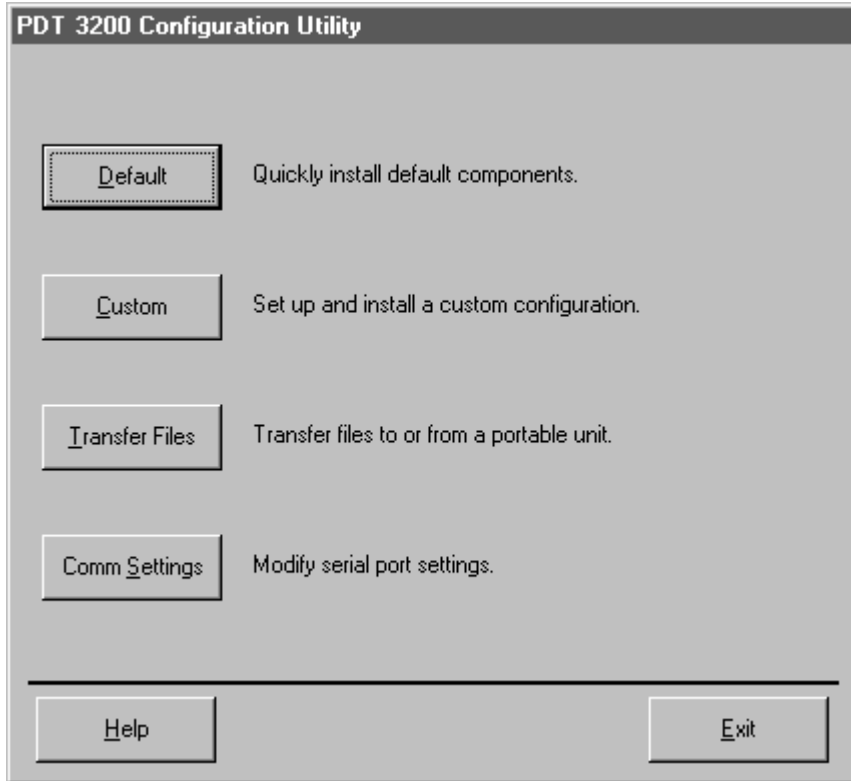 PDT 3200 Configuration Utility
Default Quickly install default components.
Custom Set up and install a custom configuration.
Transfer Files Transfer files to or from a portable unit.
Comm Settings Modify serial port settings.
Help Exit